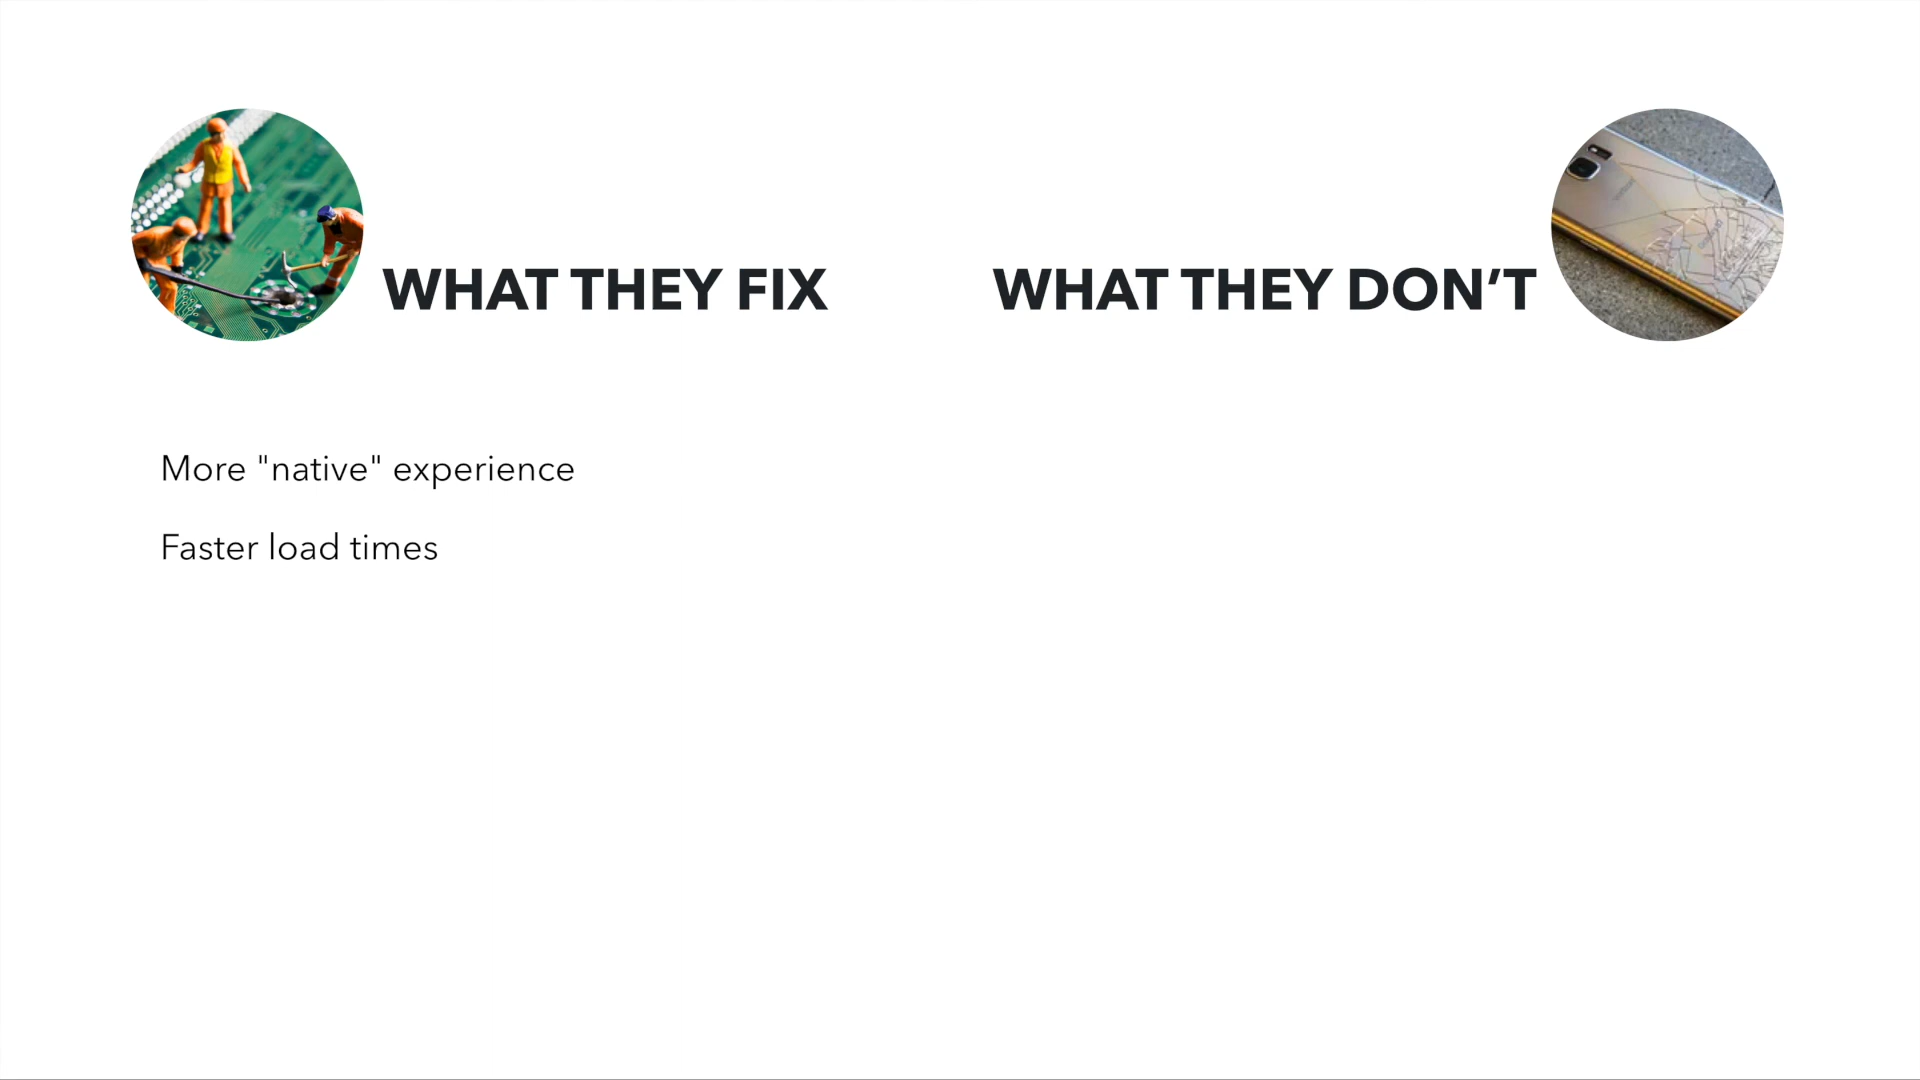 WHAT THEY FIX
WHAT THEY DON’T
More "native" experience
Faster load times